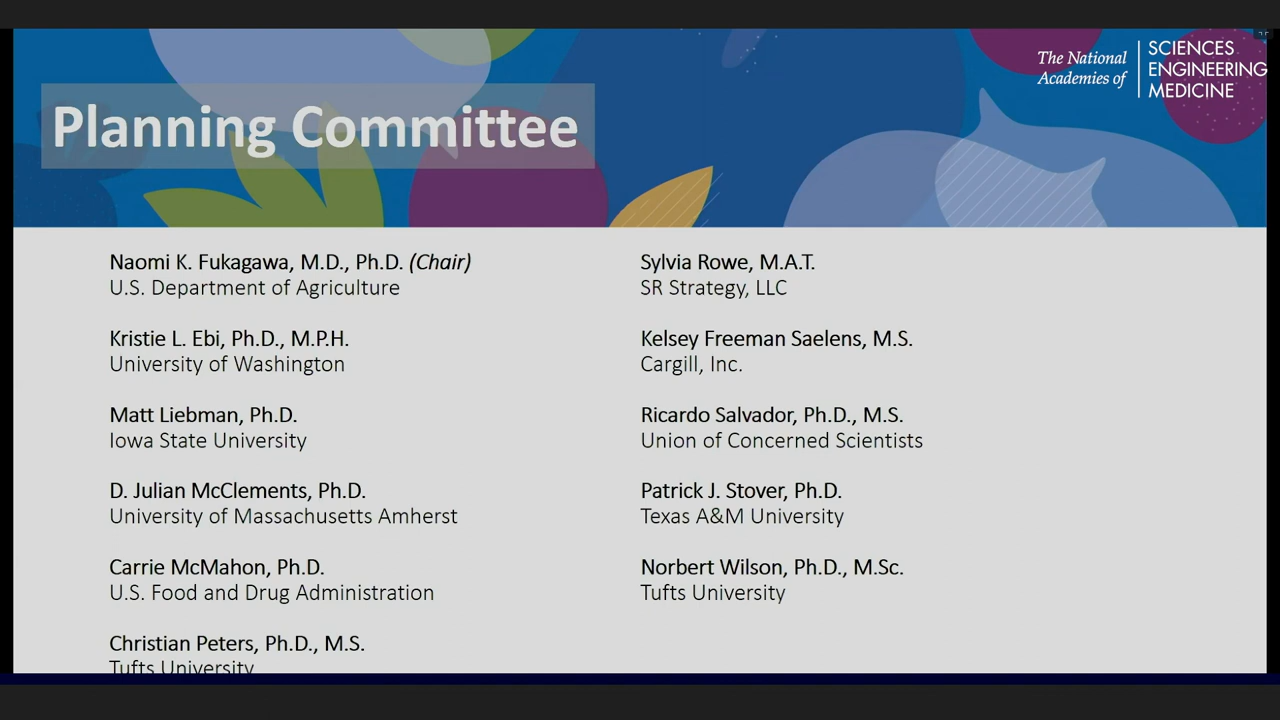 The National
Academies of
SCIENCES
ENGINEERING
MEDICINE
Planning Committee
Naomi K. Fukagawa, M.D., Ph.D. (Chair)
U.S. Department of Agriculture
Kristie L. Ebi, Ph.D., M.P.H.
University of Washington
Matt Liebman, Ph.D.
Iowa State University
D. Julian McClements, Ph.D.
University of Massachusetts Amherst
Carrie McMahon, Ph.D.
U.S. Food and Drug Administration
Christian Peters, Ph.D., M.S.
Tufts University
Sylvia Rowe, M.A.T.
SR Strategy, LLC
Kelsey Freeman Saelens, M.S.
Cargill, Inc.
Ricardo Salvador, Ph.D., M.S.
Union of Concerned Scientists
Patrick J. Stover, Ph.D.
Texas A&M University
Norbert Wilson, Ph.D., M.Sc.
Tufts University